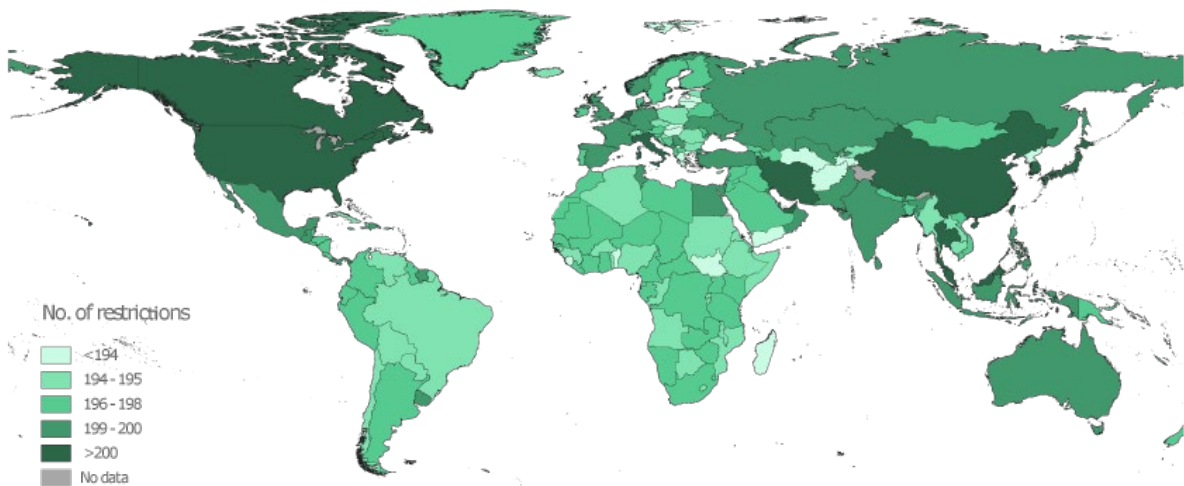 No. of restrictions
<194
194 - 195
196 - 198
199 - 200
>200
No data